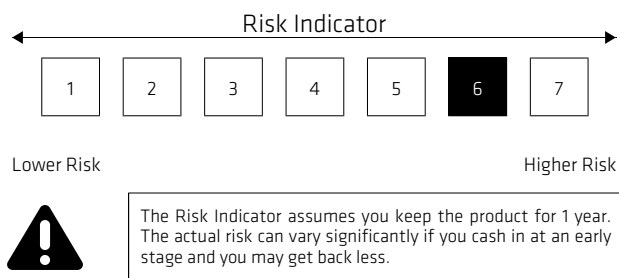 Risk Indicator
1 2 3 4 5 6 7
Lower Risk Higher Risk
The Risk Indicator assumes you keep the product for 1 year.
The actual risk can vary significantly if you cash in at an early
stage and you may get back less.